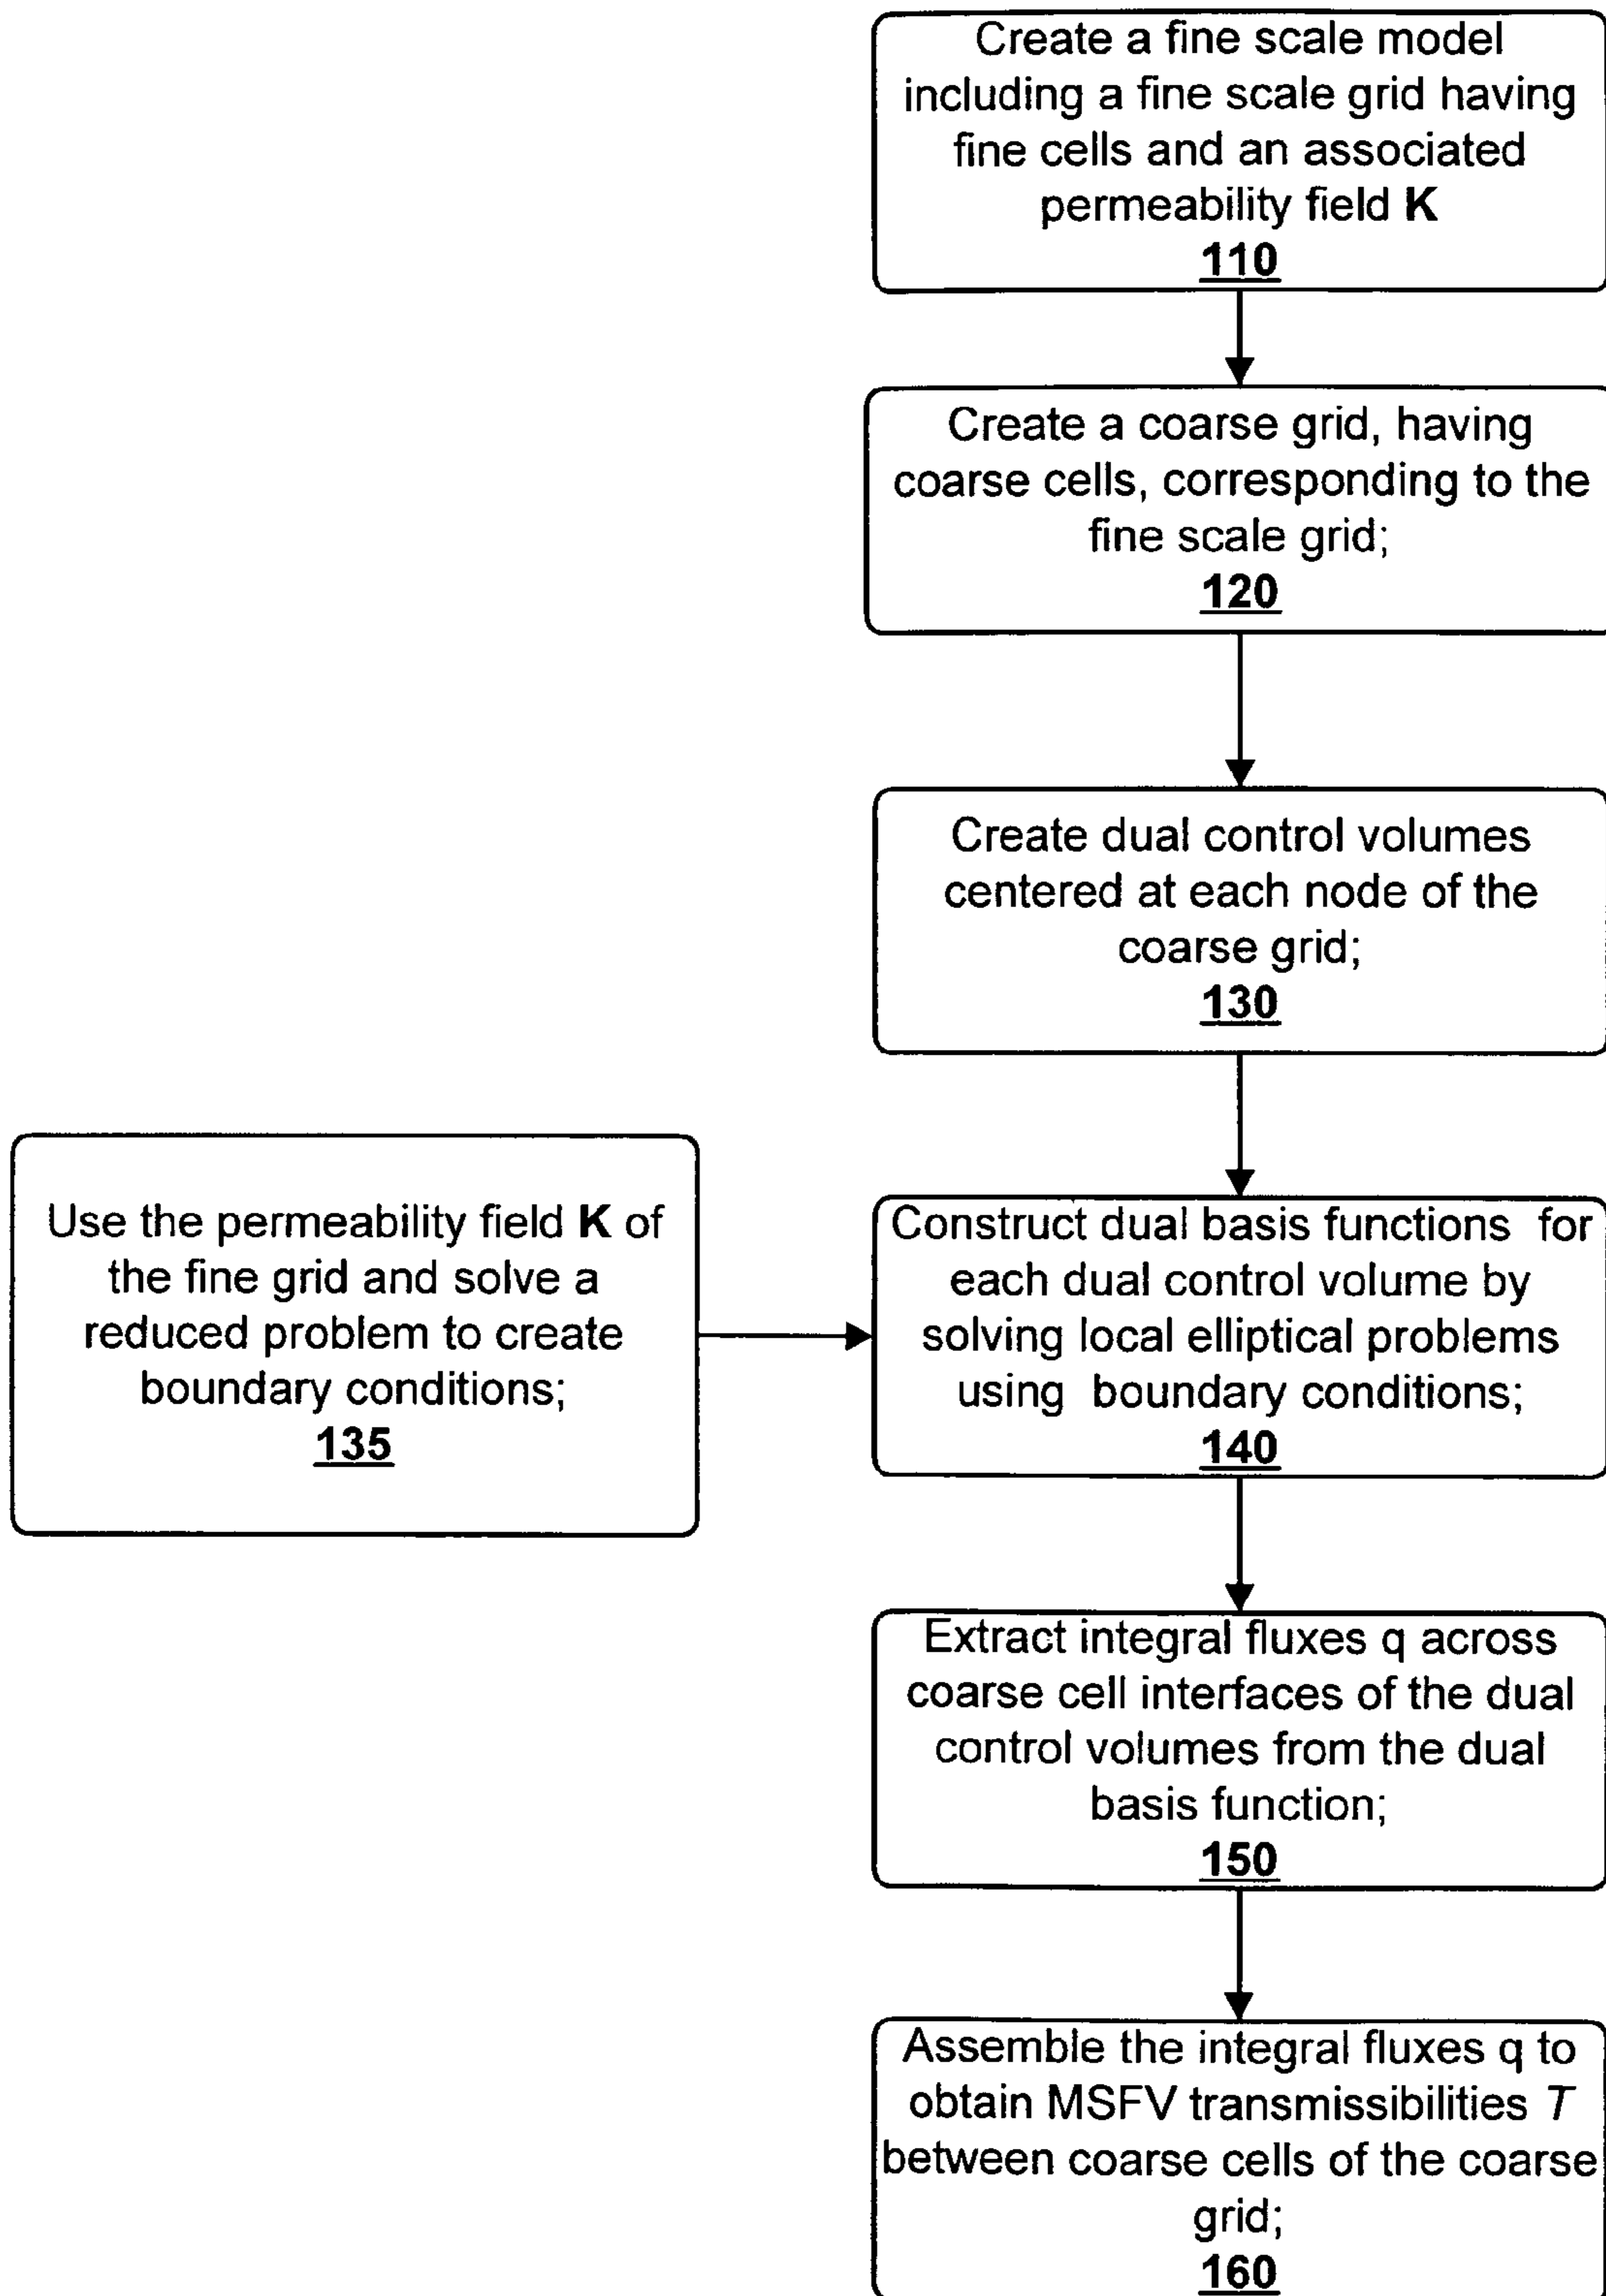 Create a fine scale model
including a fine scale grid having
fine cells and an associated
permeability field K
110
Create a coarse grid, having
coarse cells, corresponding to the
fine scale grid;
120
Create dual control volumes
centered at each node of the
coarse grid;
130
Use the permeability field K of
the fine grid and solve a
reduced problem to create
boundary conditions;
135
Construct dual basis functions for
each dual control volume by
solving local elliptical problems
using boundary conditions;
140
Extract integral fluxes q across
coarse cell interfaces of the dual
control volumes from the dual
basis function;
150
Assemble the integral fluxes q to
obtain MSFV transmissibilities T
between coarse cells of the coarse
grid;
160